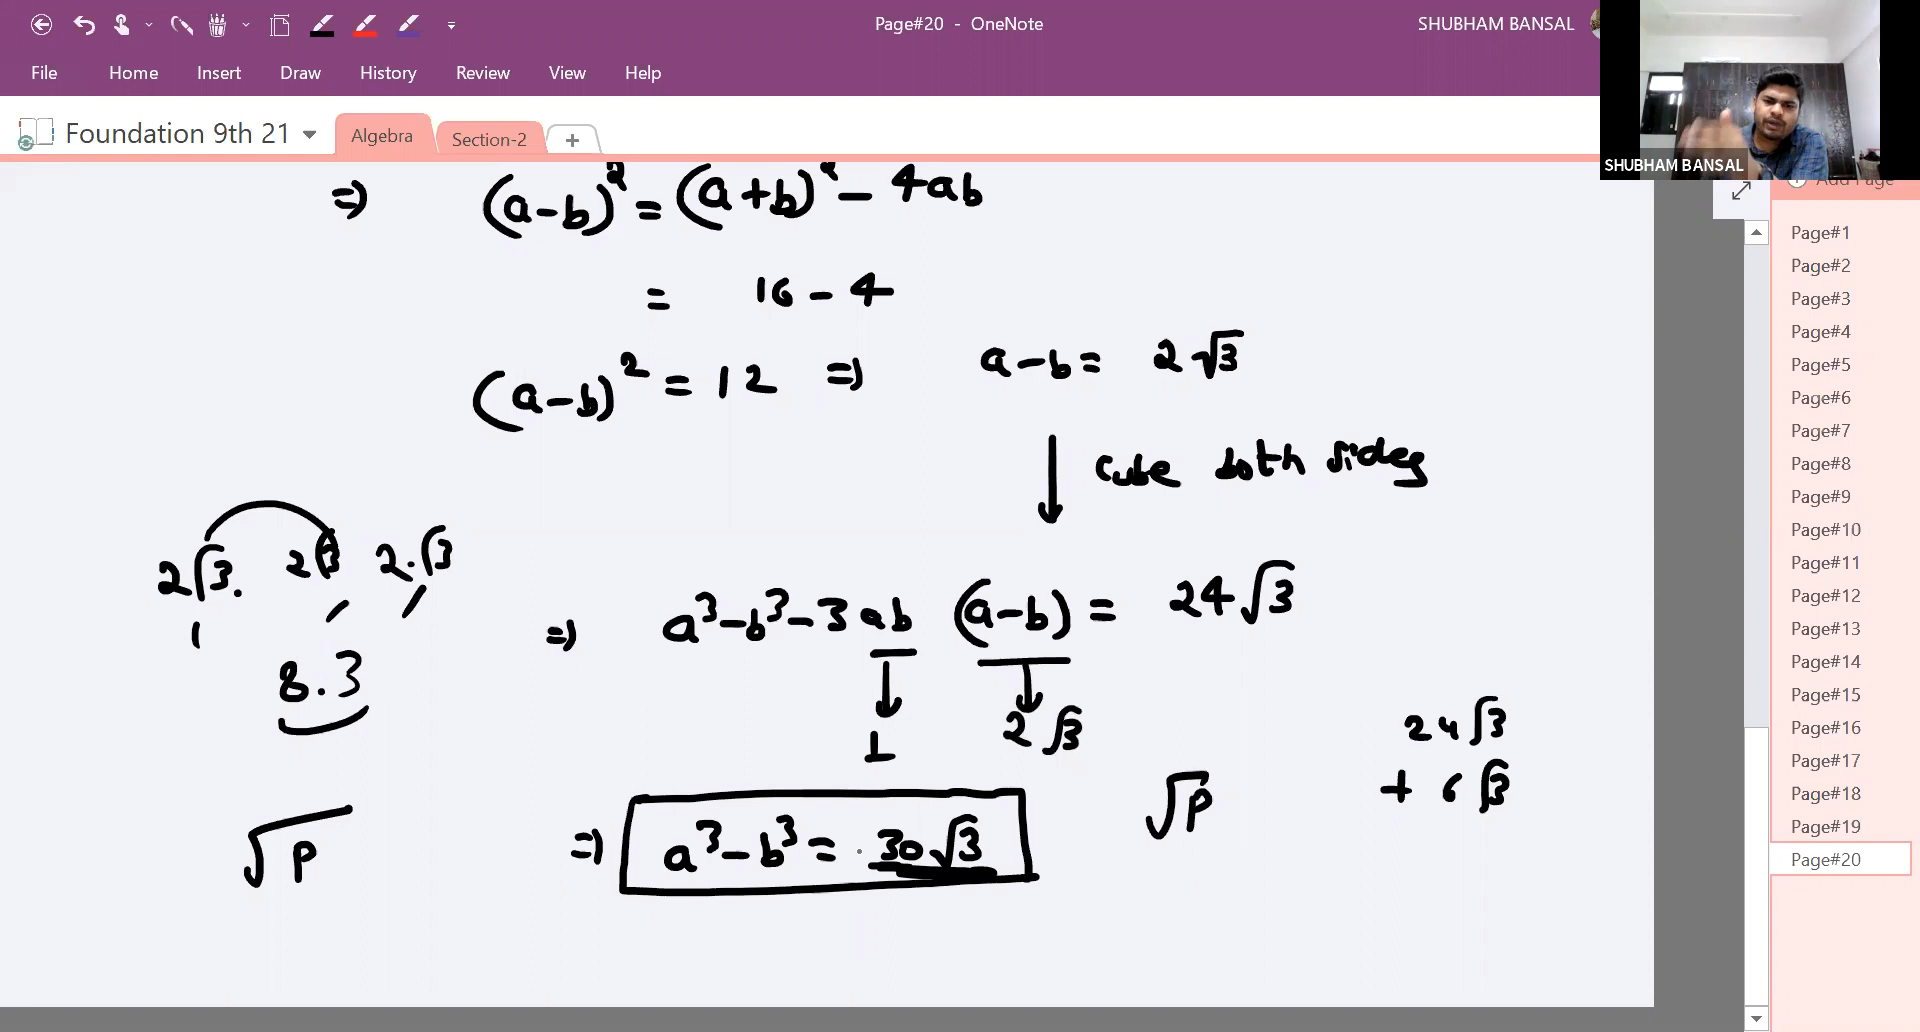 Page#20 - OneNote
SHUBHAM BANSAL
File Home Insert Draw History Review View Help
SHUBHAM BANSAL
Foundation 9th 21
Algebra
Section-2
Add Page
Page#1
Page#2
Page#3
Page#4
Page#5
Page#6
Page#7
Page#8
Page#9
Page#10
Page#11
Page#12
Page#13
Page#14
Page#15
Page#16
Page#17
Page#18
Page#19
Page#20
=) (a-b)² = (a+b)² - 4ab
= 16 - 4
(a-b)² = 12 =) a-b = 2√3
cube both sides
2√3. 2√3 2.√3
8.3
=) a³-b³-3ab (a-b) = 24√3
1 2√3
24√3
+ 6√3
√P
=) a³-b³ = 30√3
√P